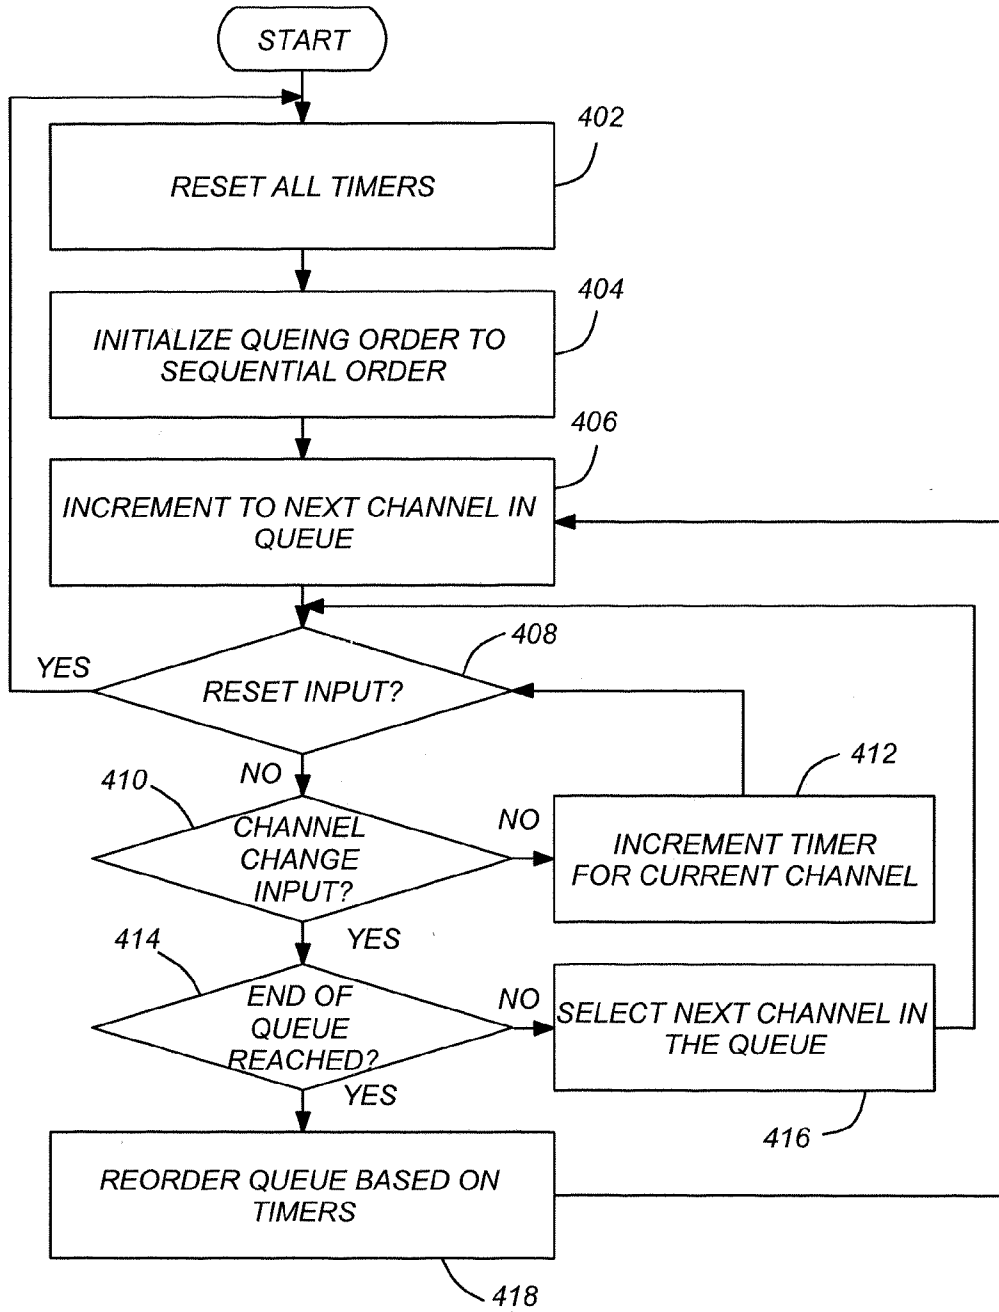 START
402
RESET ALL TIMERS
404
INITIALIZE QUEING ORDER TO
SEQUENTIAL ORDER
406
INCREMENT TO NEXT CHANNEL IN
QUEUE
408
YES
RESET INPUT?
NO
412
410
CHANNEL
CHANGE
INPUT?
NO
INCREMENT TIMER
FOR CURRENT CHANNEL
YES
414
END OF
QUEUE
REACHED?
NO
SELECT NEXT CHANNEL IN
THE QUEUE
YES
416
REORDER QUEUE BASED ON
TIMERS
418